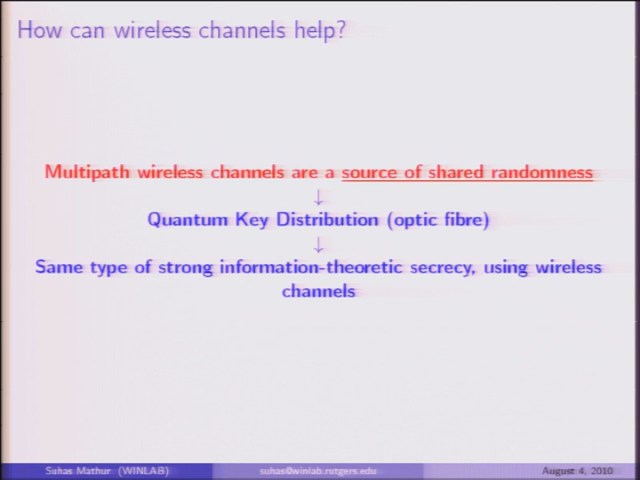 How can wireless channels help?
Multipath wireless channels are a source of shared randomness
↓
Quantum Key Distribution (optic fibre)
↓
Same type of strong information-theoretic secrecy, using wireless
channels
Suhas Mathur (WINLAB) suhas@winlab.rutgers.edu August 4, 2010